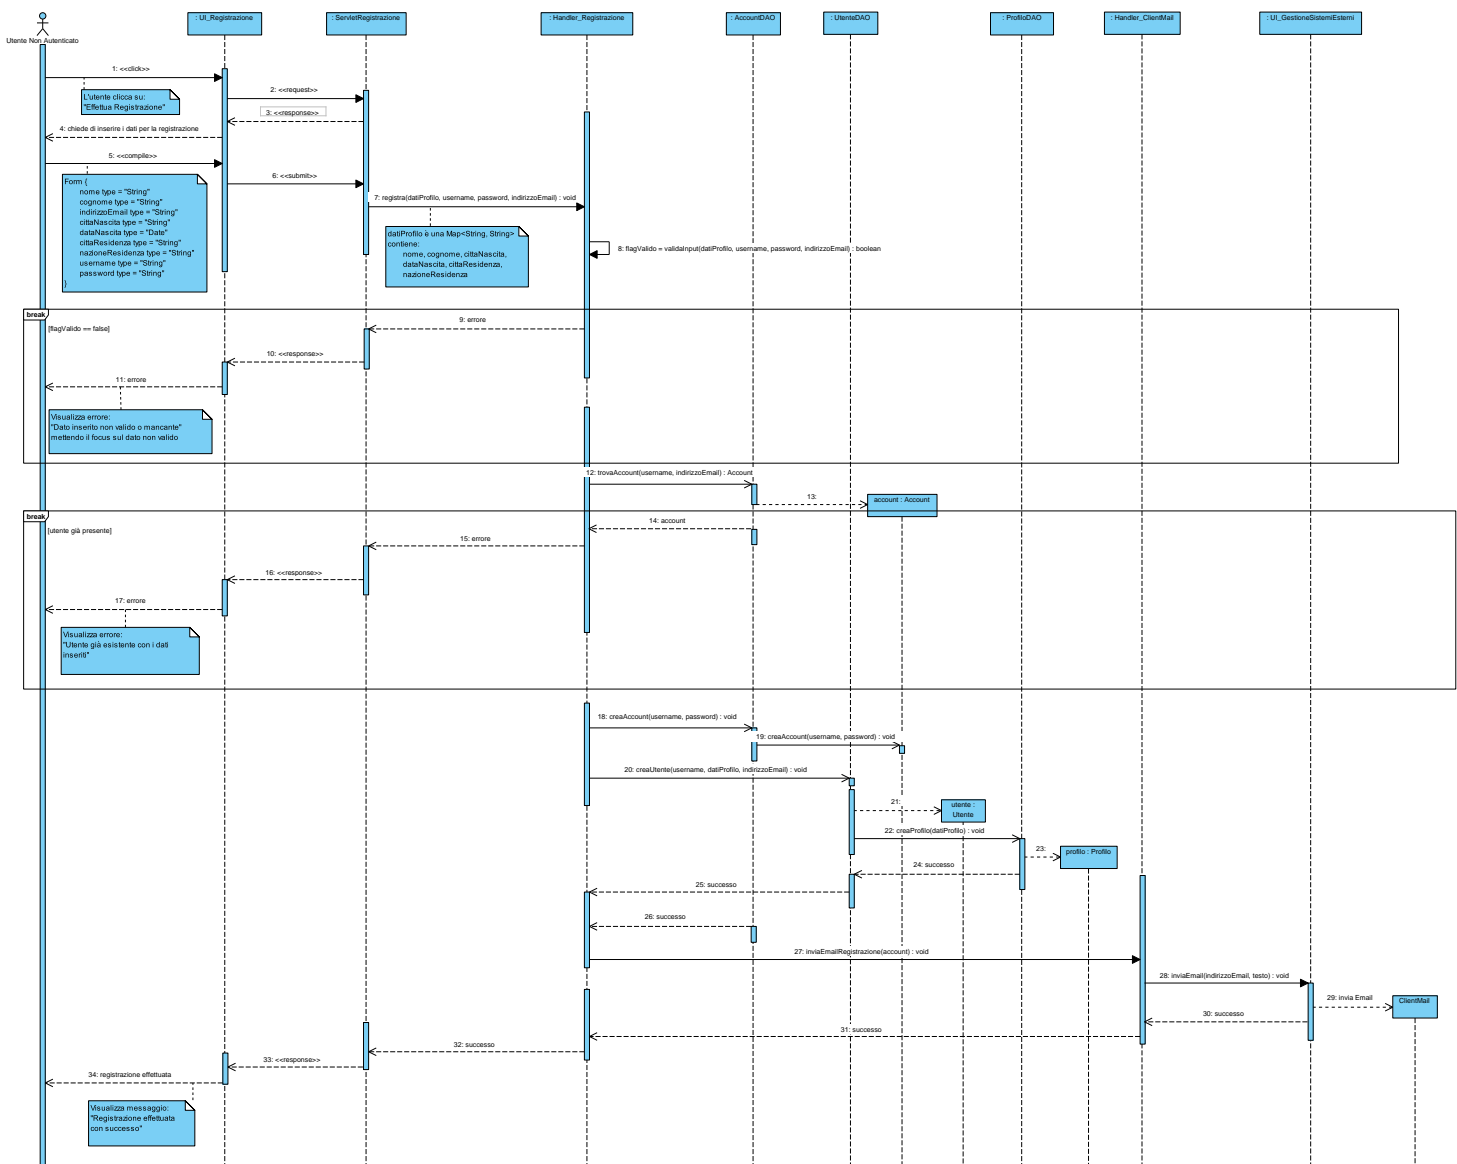 : UI_Registrazione
: ServletRegistrazione
: Handler_Registrazione
: AccountDAO
: UtenteDAO
: ProfiloDAO
: Handler_ClientMail
: UI_GestioneSistemiEsterni
Utente Non Autenticato
1: <<click>>
L'utente clicca su:
"Effettua Registrazione"
2: <<request>>
3: <<response>>
4: chiede di inserire i dati per la registrazione
5: <<compile>>
Form {
nome type = "String"
cognome type = "String"
indirizzoEmail type = "String"
cittaNascita type = "String"
dataNascita type = "Date"
cittaResidenza type = "String"
nazioneResidenza type = "String"
username type = "String"
password type = "String"
}
6: <<submit>>
7: registra(datiProfilo, username, password, indirizzoEmail) : void
datiProfilo è una Map<String, String>
contiene:
nome, cognome, cittaNascita,
dataNascita, cittaResidenza,
nazioneResidenza
8: flagValido = validaInput(datiProfilo, username, password, indirizzoEmail) : boolean
break
[flagValido == false]
9: errore
10: <<response>>
11: errore
Visualizza errore:
"Dato inserito non valido o mancante"
mettendo il focus sul dato non valido
12: trovaAccount(username, indirizzoEmail) : Account
13:
account : Account
break
[utente già presente]
14: account
15: errore
16: <<response>>
17: errore
Visualizza errore:
"Utente già esistente con i dati
inseriti"
18: creaAccount(username, password) : void
19: creaAccount(username, password) : void
20: creaUtente(username, datiProfilo, indirizzoEmail) : void
21:
utente :
Utente
22: creaProfilo(datiProfilo) : void
23:
profilo : Profilo
24: successo
25: successo
26: successo
27: inviaEmailRegistrazione(account) : void
28: inviaEmail(indirizzoEmail, testo) : void
29: invia Email
ClientMail
30: successo
31: successo
32: successo
33: <<response>>
34: registrazione effettuata
Visualizza messaggio:
"Registrazione effettuata
con successo"